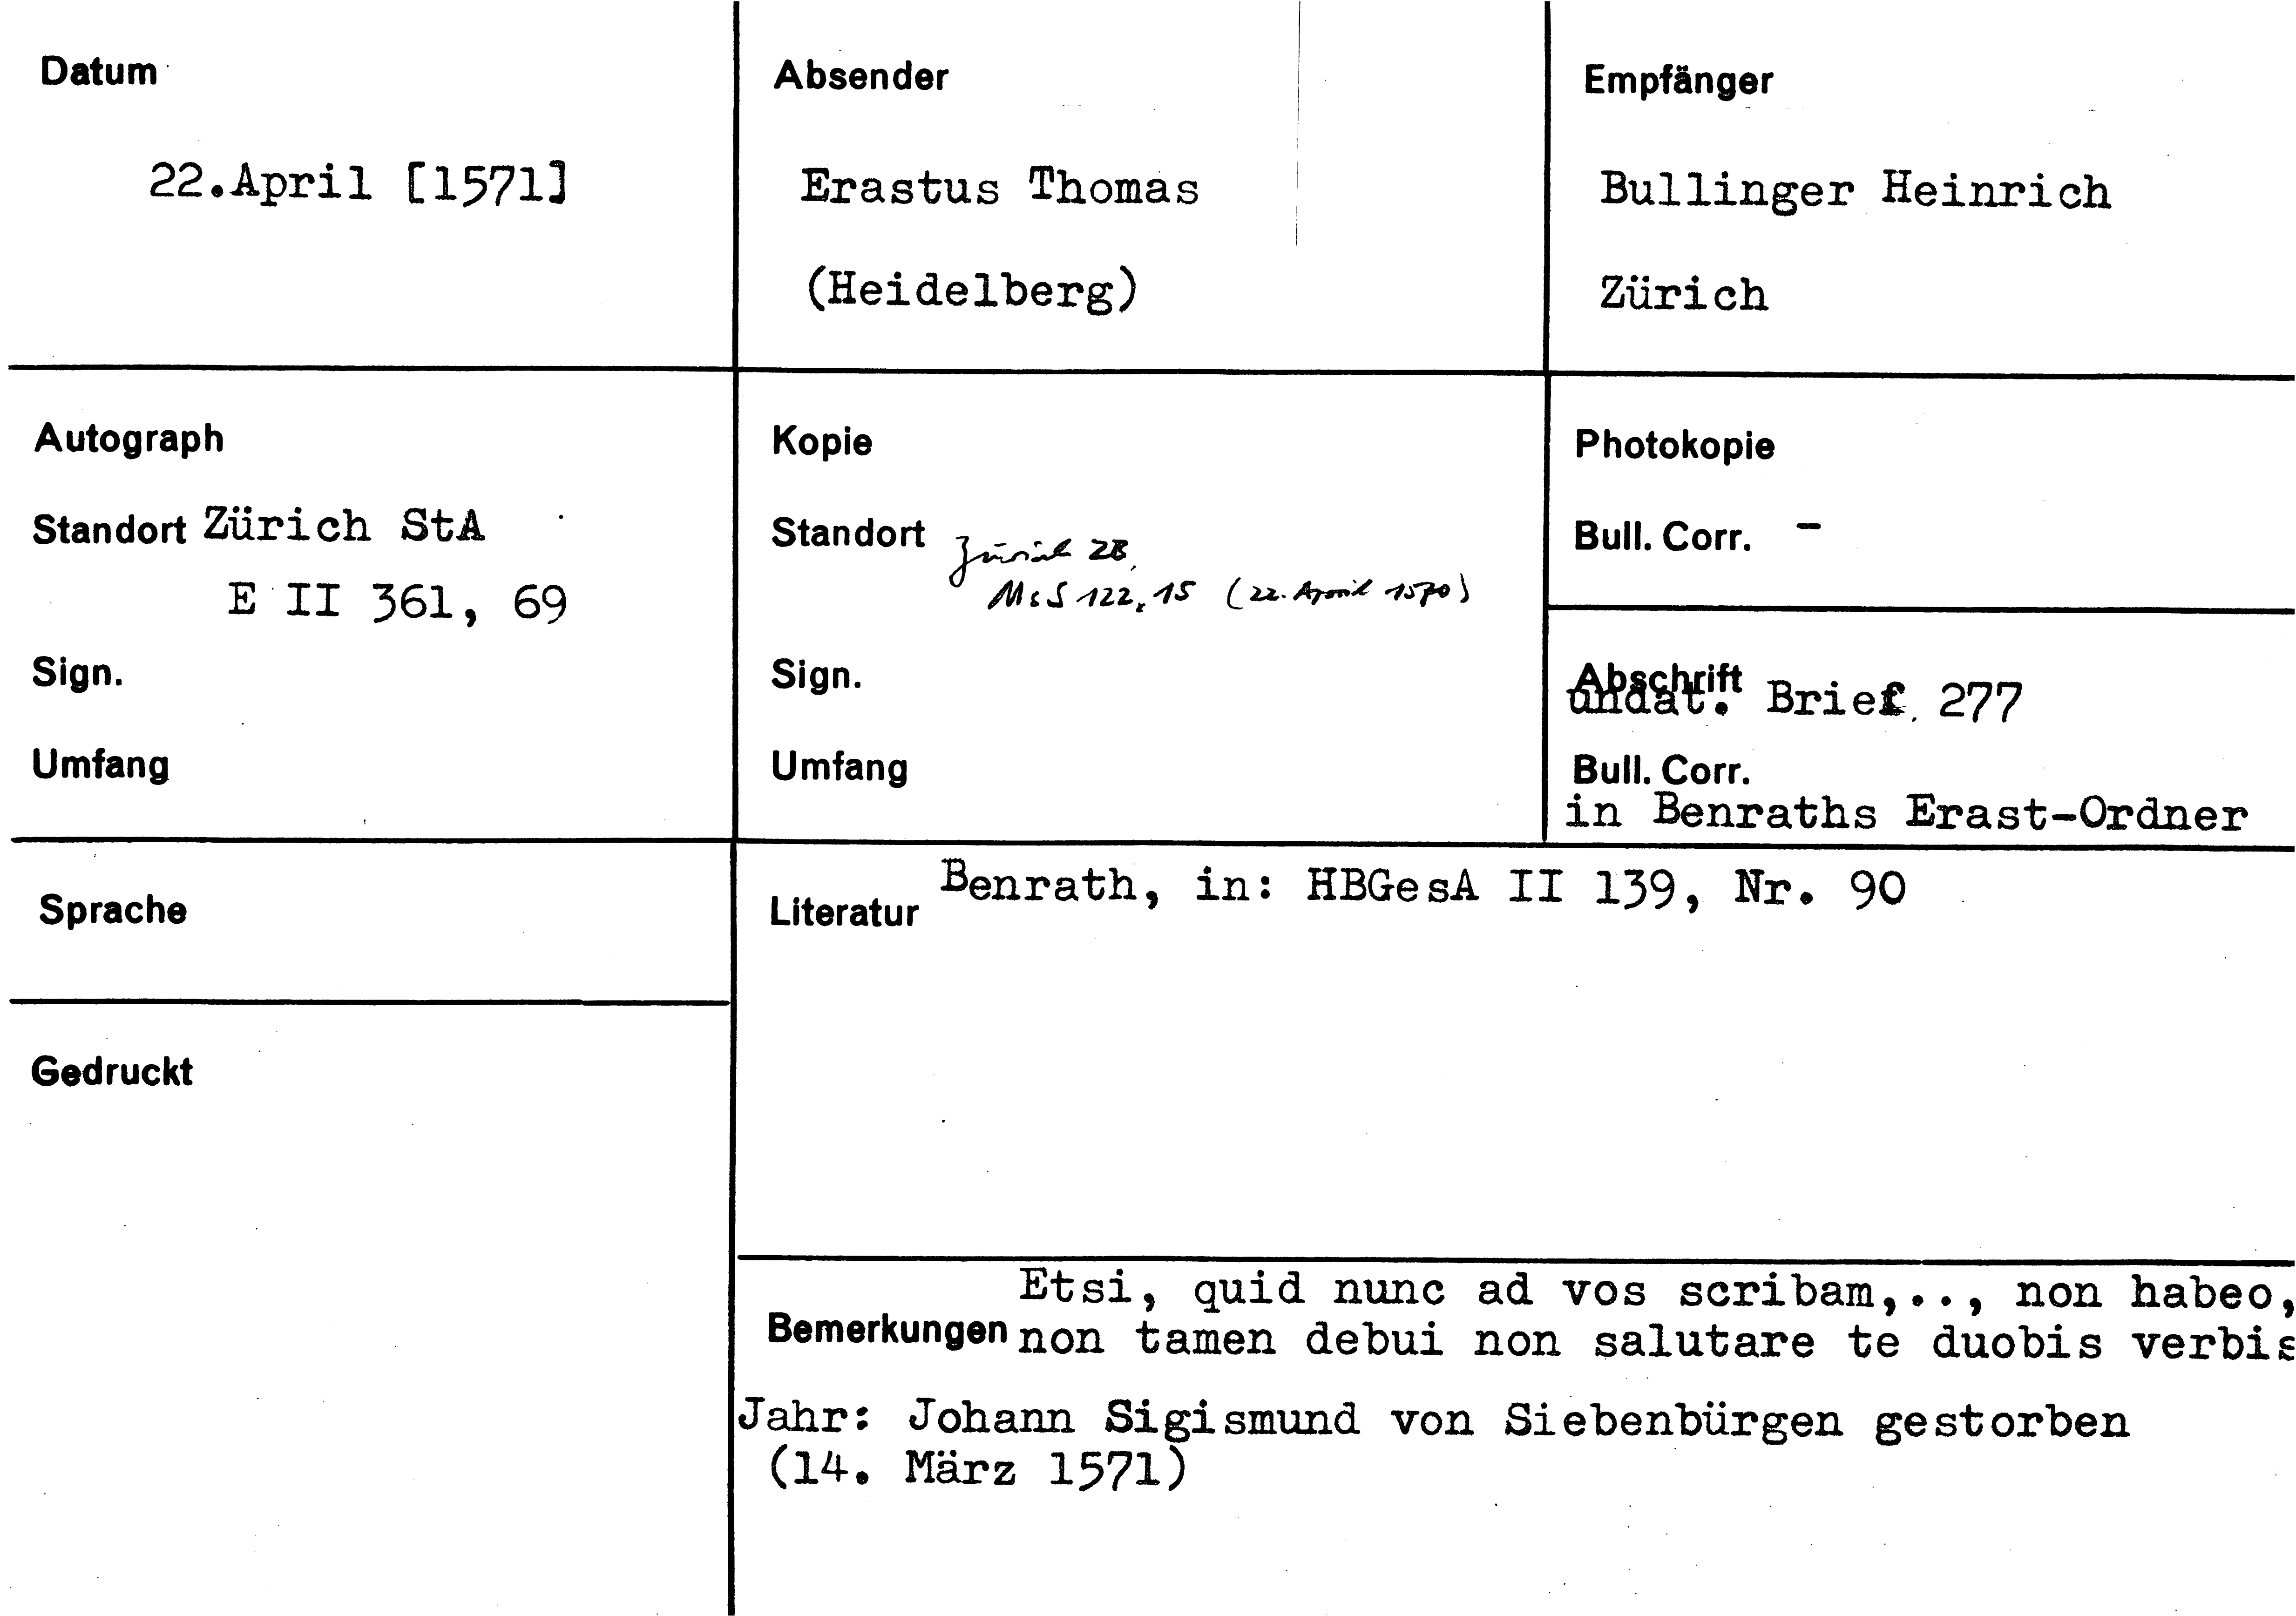 Datum
22.April [1571]
Absender
Erastus Thomas
(Heidelberg)
Empfänger
Bullinger Heinrich
Zürich
Autograph
Standort Zürich StA
E II 361, 69
Sign.
Umfang
Kopie
Standort Zürich ZB,
Ms S 122, 15 (22. April 1570)
Sign.
Umfang
Photokopie
Bull. Corr. -
Abschrift
undat. Brief 277
Bull. Corr.
in Benraths Erast-Ordner
Sprache
Gedruckt
Literatur Benrath, in: HBGesA II 139, Nr. 90
Etsi, quid nunc ad vos scribam,.., non habeo,
Bemerkungen non tamen debui non salutare te duobis verbis
Jahr: Johann Sigismund von Siebenbürgen gestorben
(14. März 1571)